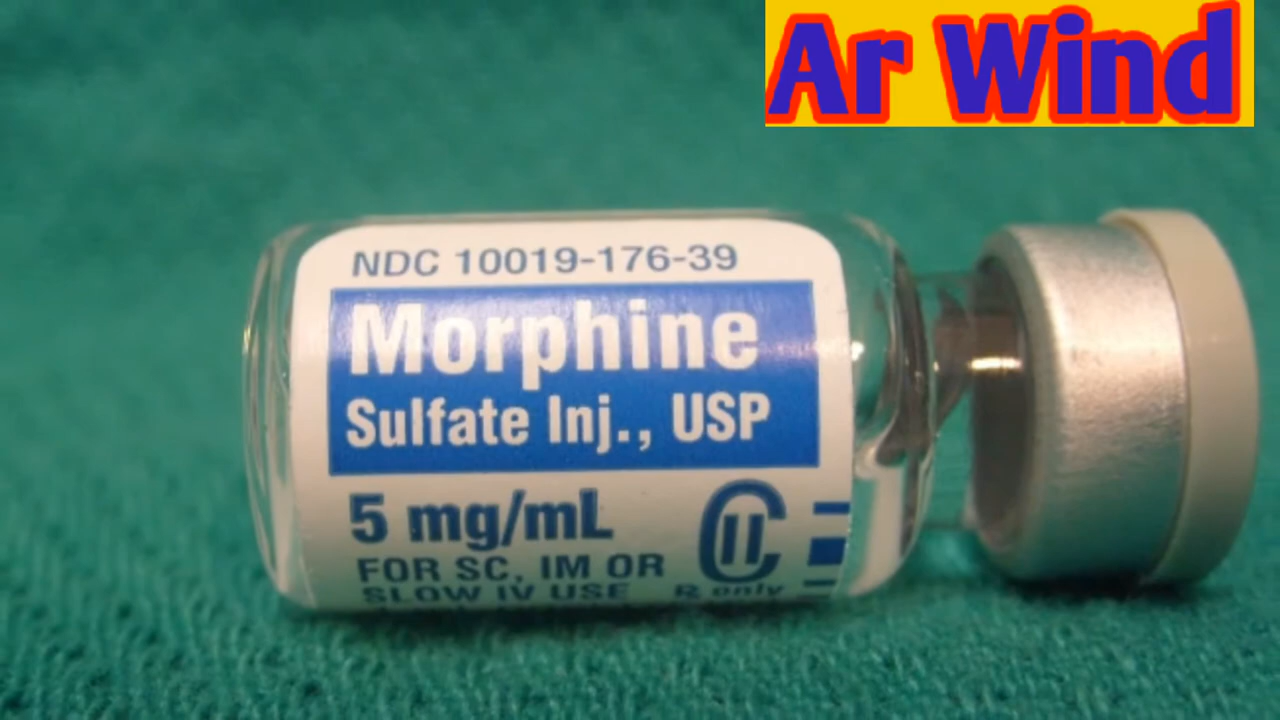 Ar Wind
NDC 10019-176-39
Morphine
Sulfate Inj., USP
5 mg/mL
CII
FOR SC, IM OR
SLOW IV USE
Rx only